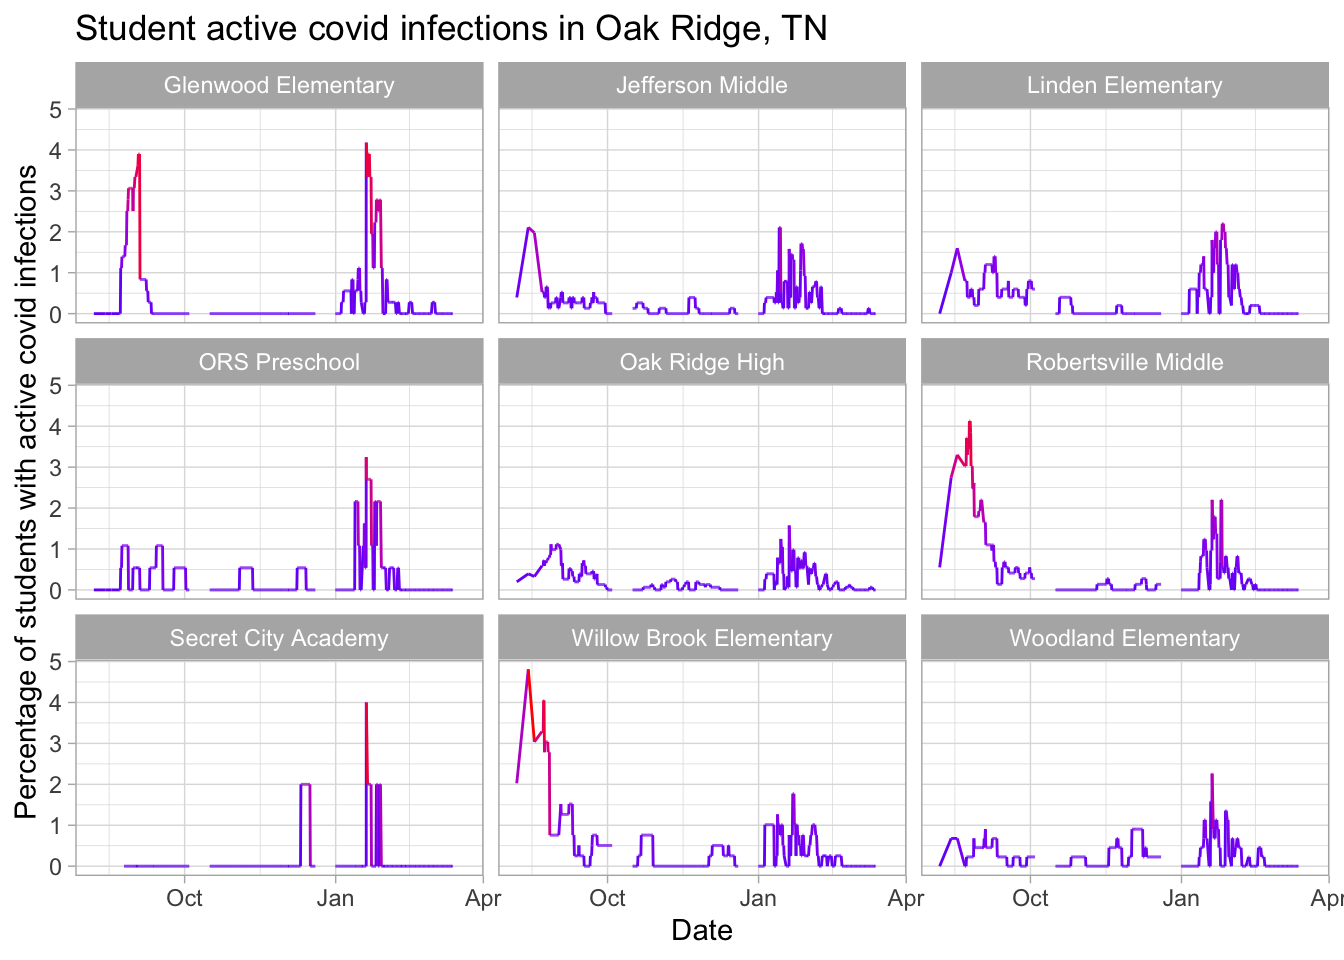 Student active covid infections in Oak Ridge, TN
Glenwood Elementary
Jefferson Middle
Linden Elementary
5
4
3
2
1
0
ORS Preschool
Oak Ridge High
Robertsville Middle
5
4
3
2
1
0
Secret City Academy
Willow Brook Elementary
Woodland Elementary
5
4
3
2
1
0
Percentage of students with active covid infections
Oct Jan Apr Oct Jan Apr Oct Jan Apr
Date